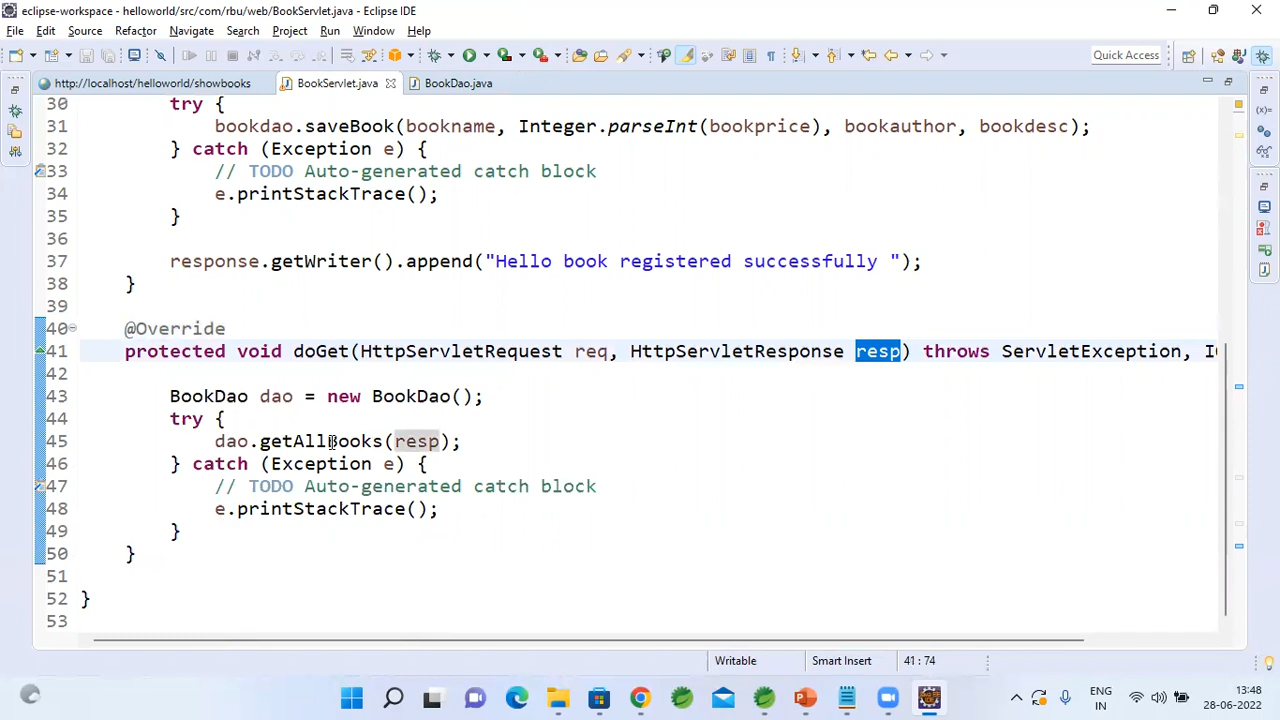 eclipse-workspace - helloworld/src/com/rbu/web/BookServlet.java - Eclipse IDE
File Edit Source Refactor Navigate Search Project Run Window Help
Quick Access
http://localhost/helloworld/showbooks BookServlet.java BookDao.java
30 try {
31 bookdao.saveBook(bookname, Integer.parseInt(bookprice), bookauthor, bookdesc);
32 } catch (Exception e) {
33 // TODO Auto-generated catch block
34 e.printStackTrace();
35 }
36
37 response.getWriter().append("Hello book registered successfully ");
38 }
39
40 @Override
41 protected void doGet(HttpServletRequest req, HttpServletResponse resp) throws ServletException, I
42
43 BookDao dao = new BookDao();
44 try {
45 dao.getAllBooks(resp);
46 } catch (Exception e) {
47 // TODO Auto-generated catch block
48 e.printStackTrace();
49 }
50 }
51
52 }
53
Writable Smart Insert 41 : 74
ENG 13:48
IN 28-06-2022